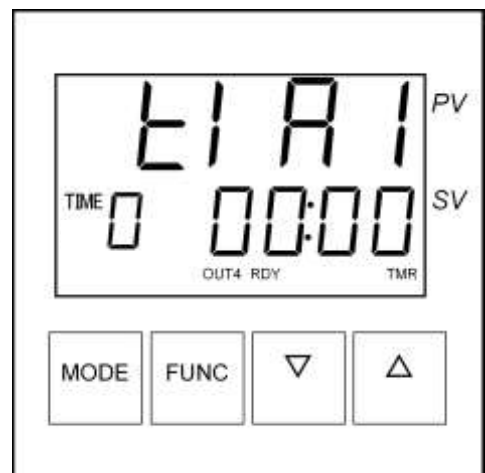 t1A1 PV
TIME 0 00:00 SV
OUT4 RDY TMR
MODE FUNC ▽ △